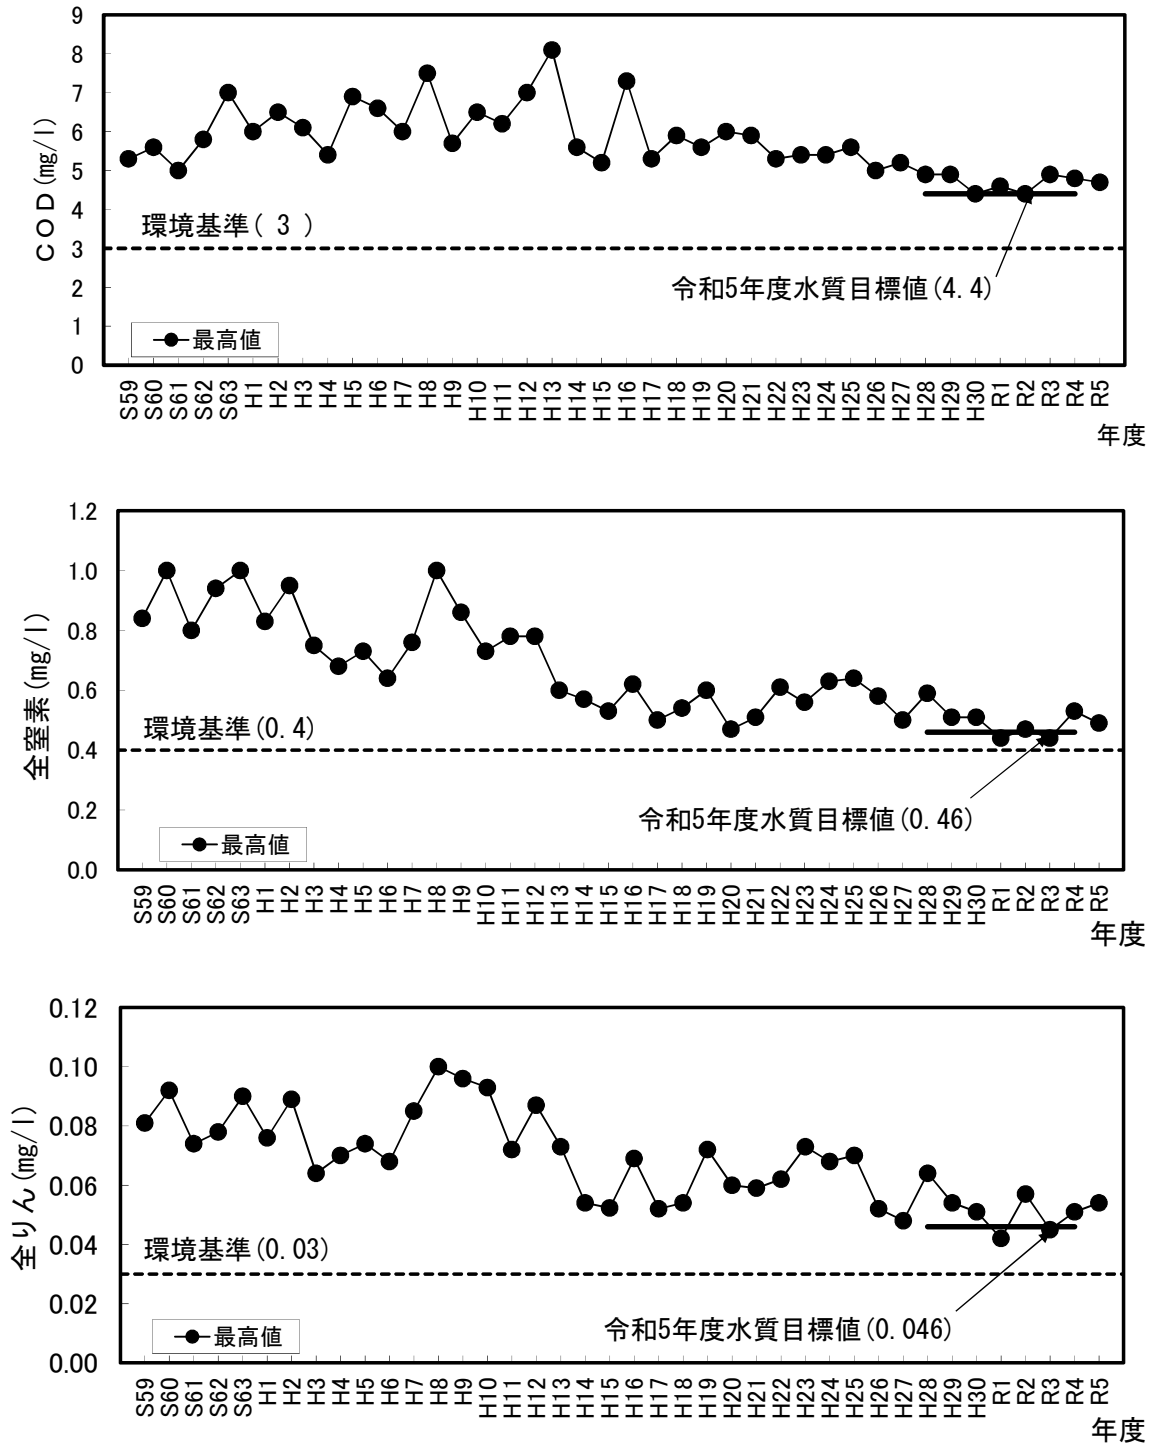 9
8
7
6
5
4
3
2
1
0
COD(㎎/l)
環境基準( 3 )
令和5年度水質目標値(4.4)
最高値
S59 S60 S61 S62 S63 H1 H2 H3 H4 H5 H6 H7 H8 H9 H10 H11 H12 H13 H14 H15 H16 H17 H18 H19 H20 H21 H22 H23 H24 H25 H26 H27 H28 H29 H30 R1 R2 R3 R4 R5
年度
1.2
1.0
0.8
0.6
0.4
0.2
0.0
全窒素(㎎/l)
環境基準(0.4)
令和5年度水質目標値(0.46)
最高値
S59 S60 S61 S62 S63 H1 H2 H3 H4 H5 H6 H7 H8 H9 H10 H11 H12 H13 H14 H15 H16 H17 H18 H19 H20 H21 H22 H23 H24 H25 H26 H27 H28 H29 H30 R1 R2 R3 R4 R5
年度
0.12
0.10
0.08
0.06
0.04
0.02
0.00
全りん(㎎/l)
環境基準(0.03)
令和5年度水質目標値(0.046)
最高値
S59 S60 S61 S62 S63 H1 H2 H3 H4 H5 H6 H7 H8 H9 H10 H11 H12 H13 H14 H15 H16 H17 H18 H19 H20 H21 H22 H23 H24 H25 H26 H27 H28 H29 H30 R1 R2 R3 R4 R5
年度